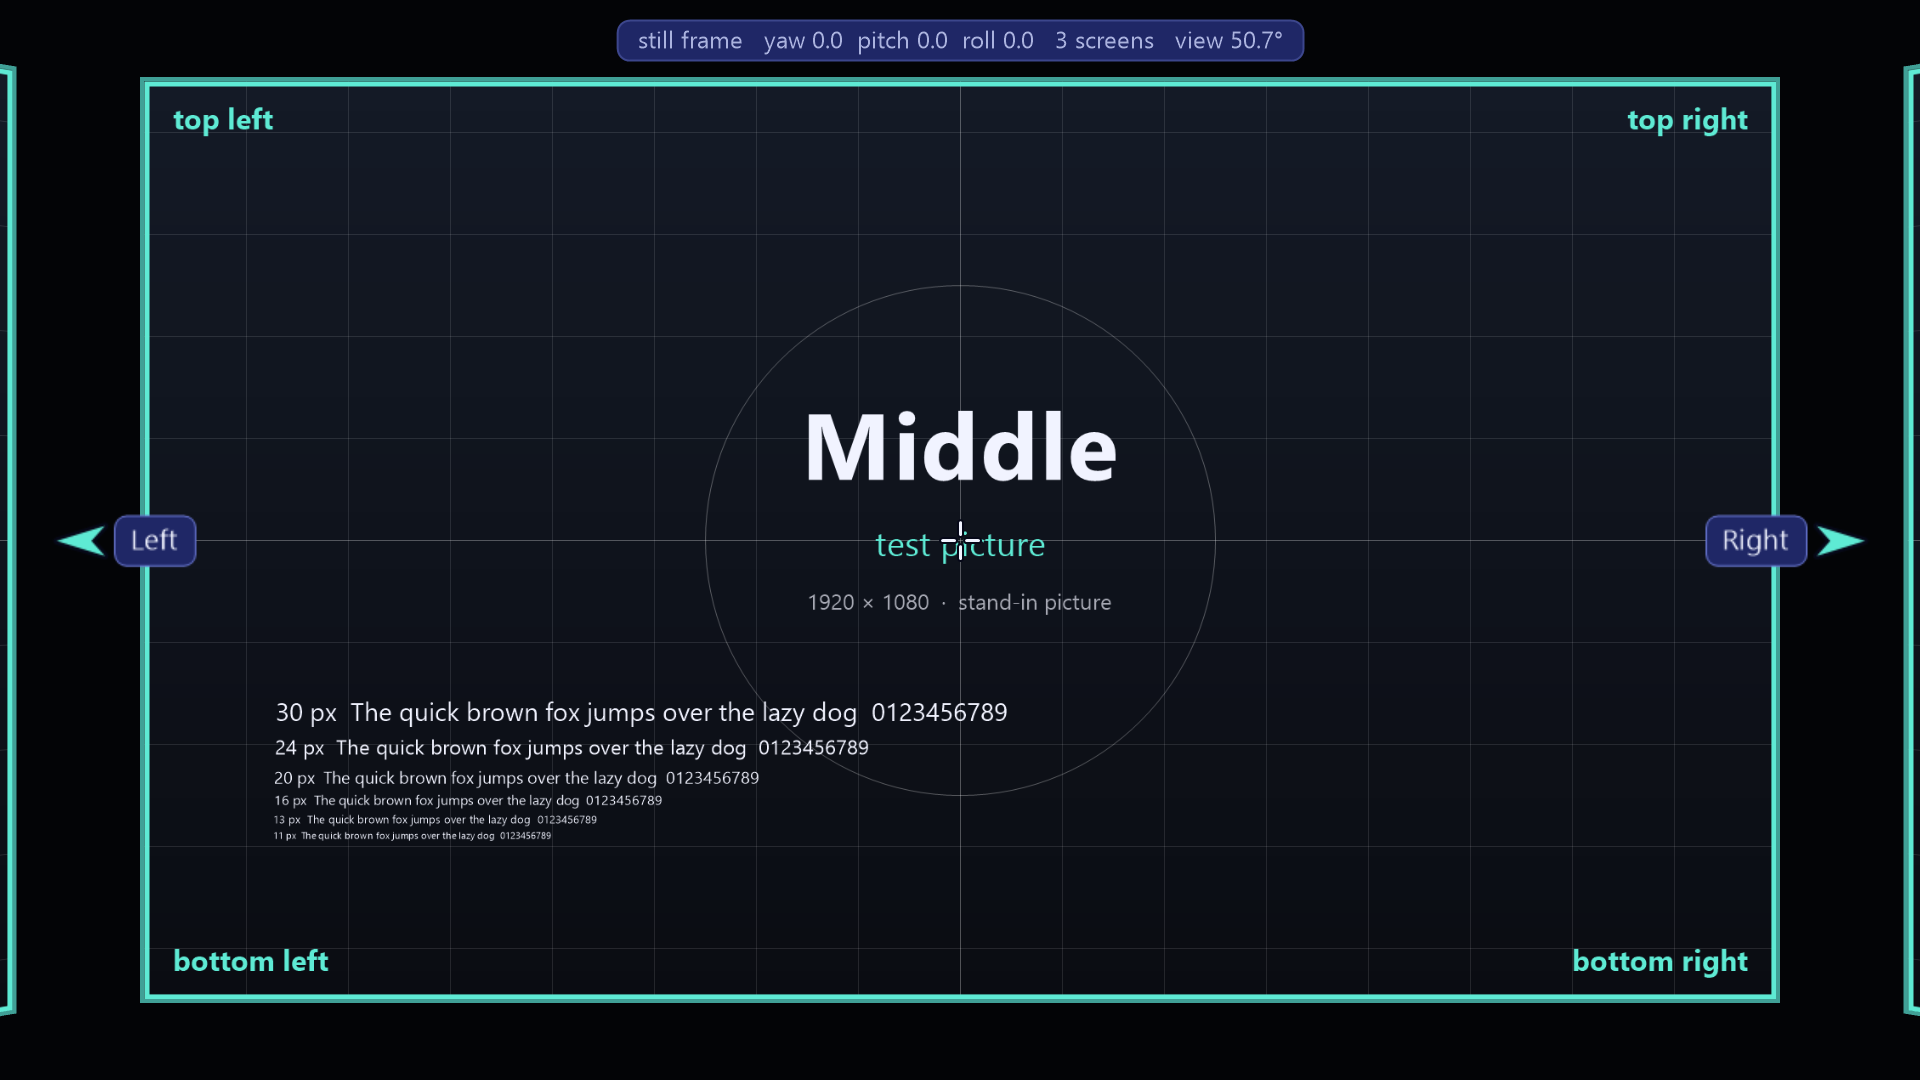 still frame   yaw 0.0  pitch 0.0  roll 0.0   3 screens   view 50.7°
top left
top right
Middle
Left
test picture
Right
1920 × 1080  ·  stand-in picture
30 px  The quick brown fox jumps over the lazy dog  0123456789
24 px  The quick brown fox jumps over the lazy dog  0123456789
20 px  The quick brown fox jumps over the lazy dog  0123456789
16 px  The quick brown fox jumps over the lazy dog  0123456789
13 px  The quick brown fox jumps over the lazy dog  0123456789
11 px  The quick brown fox jumps over the lazy dog  0123456789
bottom left
bottom right